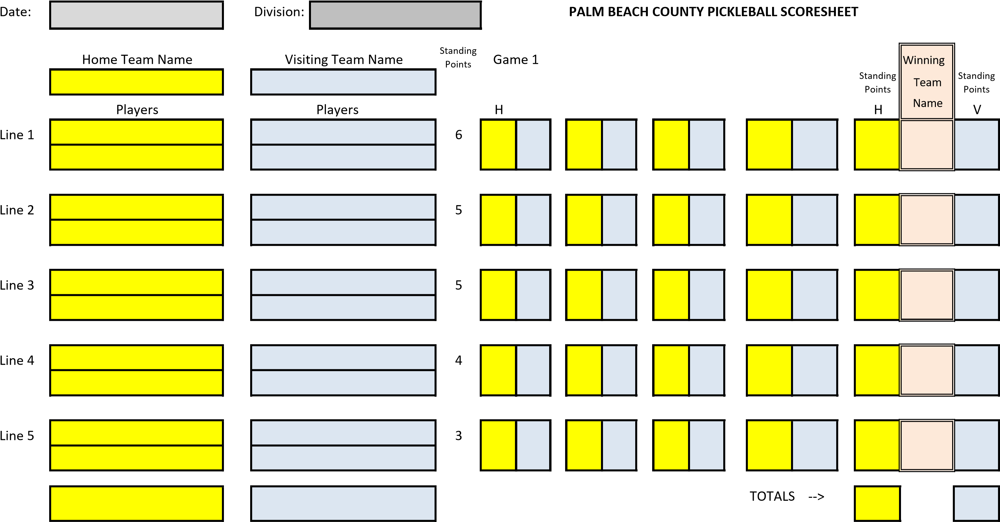 Date:
Division:
PALM BEACH COUNTY PICKLEBALL SCORESHEET
Home Team Name
Visiting Team Name
Standing
Points
Game 1
Standing
Points
Winning
Team
Name
Standing
Points
Players
Players
H
H
V
Line 1
6
Line 2
5
Line 3
5
Line 4
4
Line 5
3
TOTALS -->